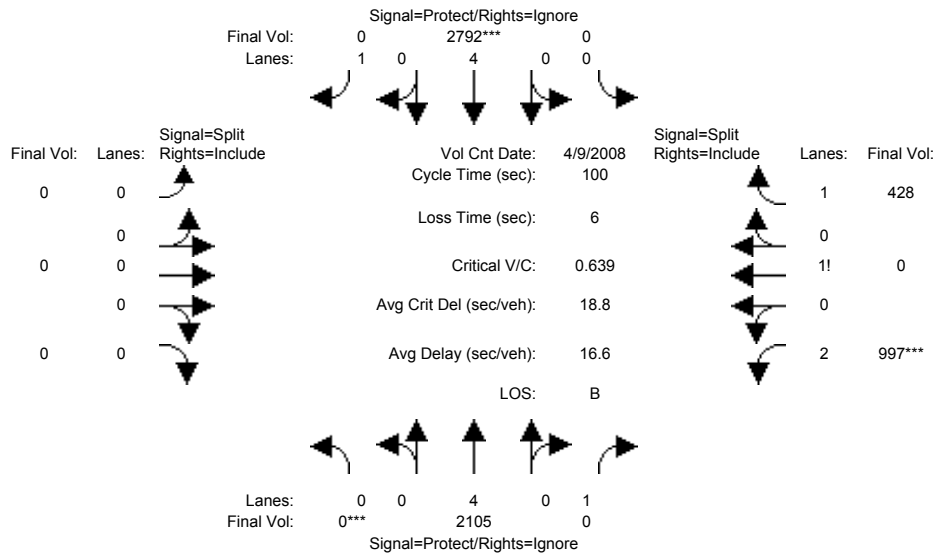 Signal=Protect/Rights=Ignore
Final Vol: 0 2792*** 0
Lanes: 1 0 4 0 0
Signal=Split
Final Vol: Lanes: Rights=Include
Vol Cnt Date: 4/9/2008
Signal=Split
Rights=Include Lanes: Final Vol:
Cycle Time (sec): 100
0 0
1 428
Loss Time (sec): 6
0
0
0 0
Critical V/C: 0.639
1! 0
0
Avg Crit Del (sec/veh): 18.8
0
0 0
Avg Delay (sec/veh): 16.6
2 997***
LOS: B
Lanes: 0 0 4 0 1
Final Vol: 0*** 2105 0
Signal=Protect/Rights=Ignore